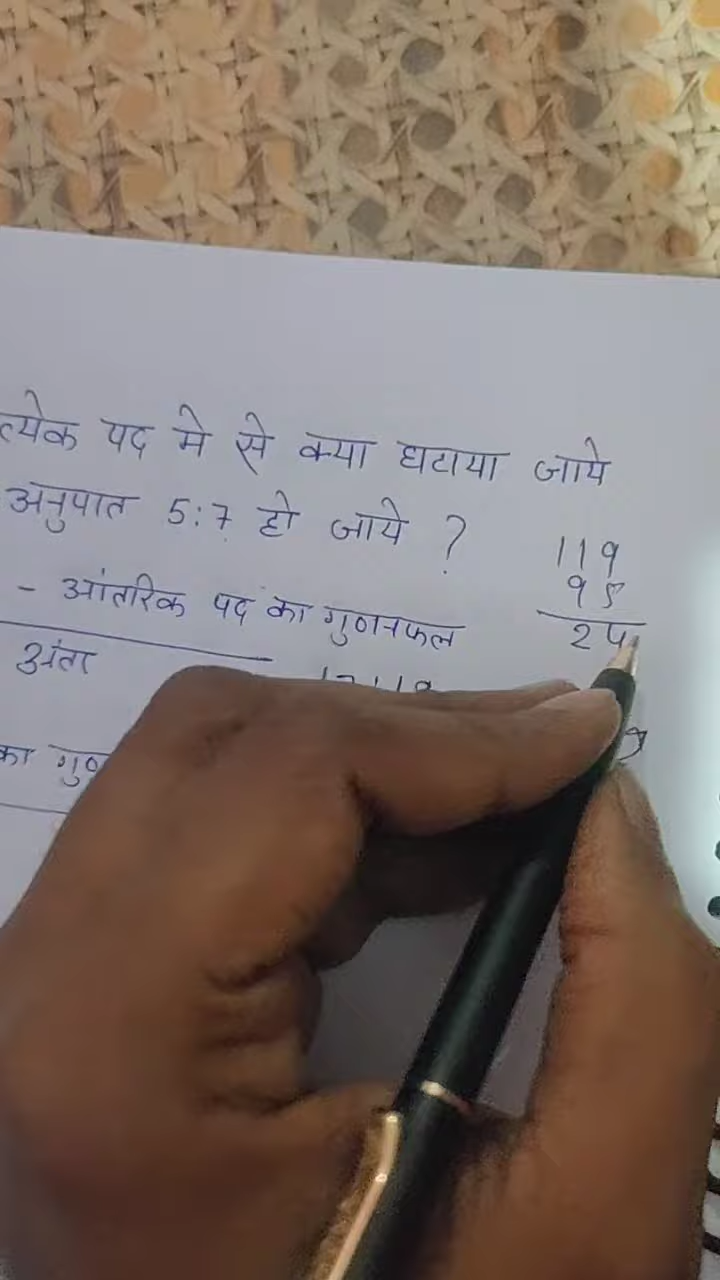 त्येक पद मे से क्या घटाया जाये
अनुपात 5:7 हो जाये ?
119
95
24
- आंतरिक पद का गुणनफल
अंतर
का